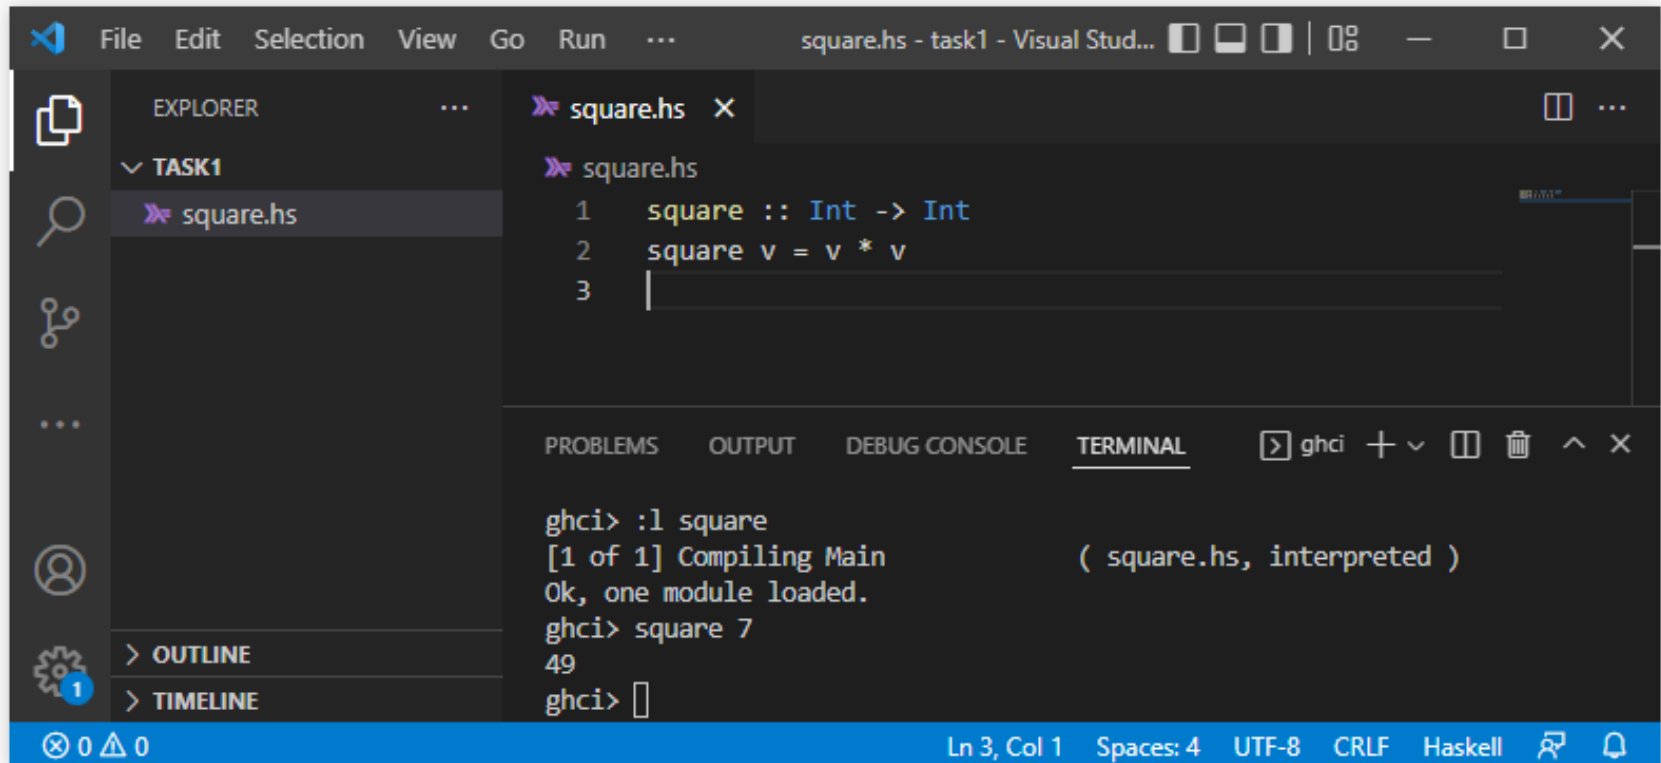 File Edit Selection View Go Run ... square.hs - task1 - Visual Stud...
EXPLORER ...
TASK1
square.hs
OUTLINE
TIMELINE
square.hs
square.hs
1 square :: Int -> Int
2 square v = v * v
3
PROBLEMS OUTPUT DEBUG CONSOLE TERMINAL ghci
ghci> :l square
[1 of 1] Compiling Main ( square.hs, interpreted )
Ok, one module loaded.
ghci> square 7
49
ghci>
1
0 0 Ln 3, Col 1 Spaces: 4 UTF-8 CRLF Haskell